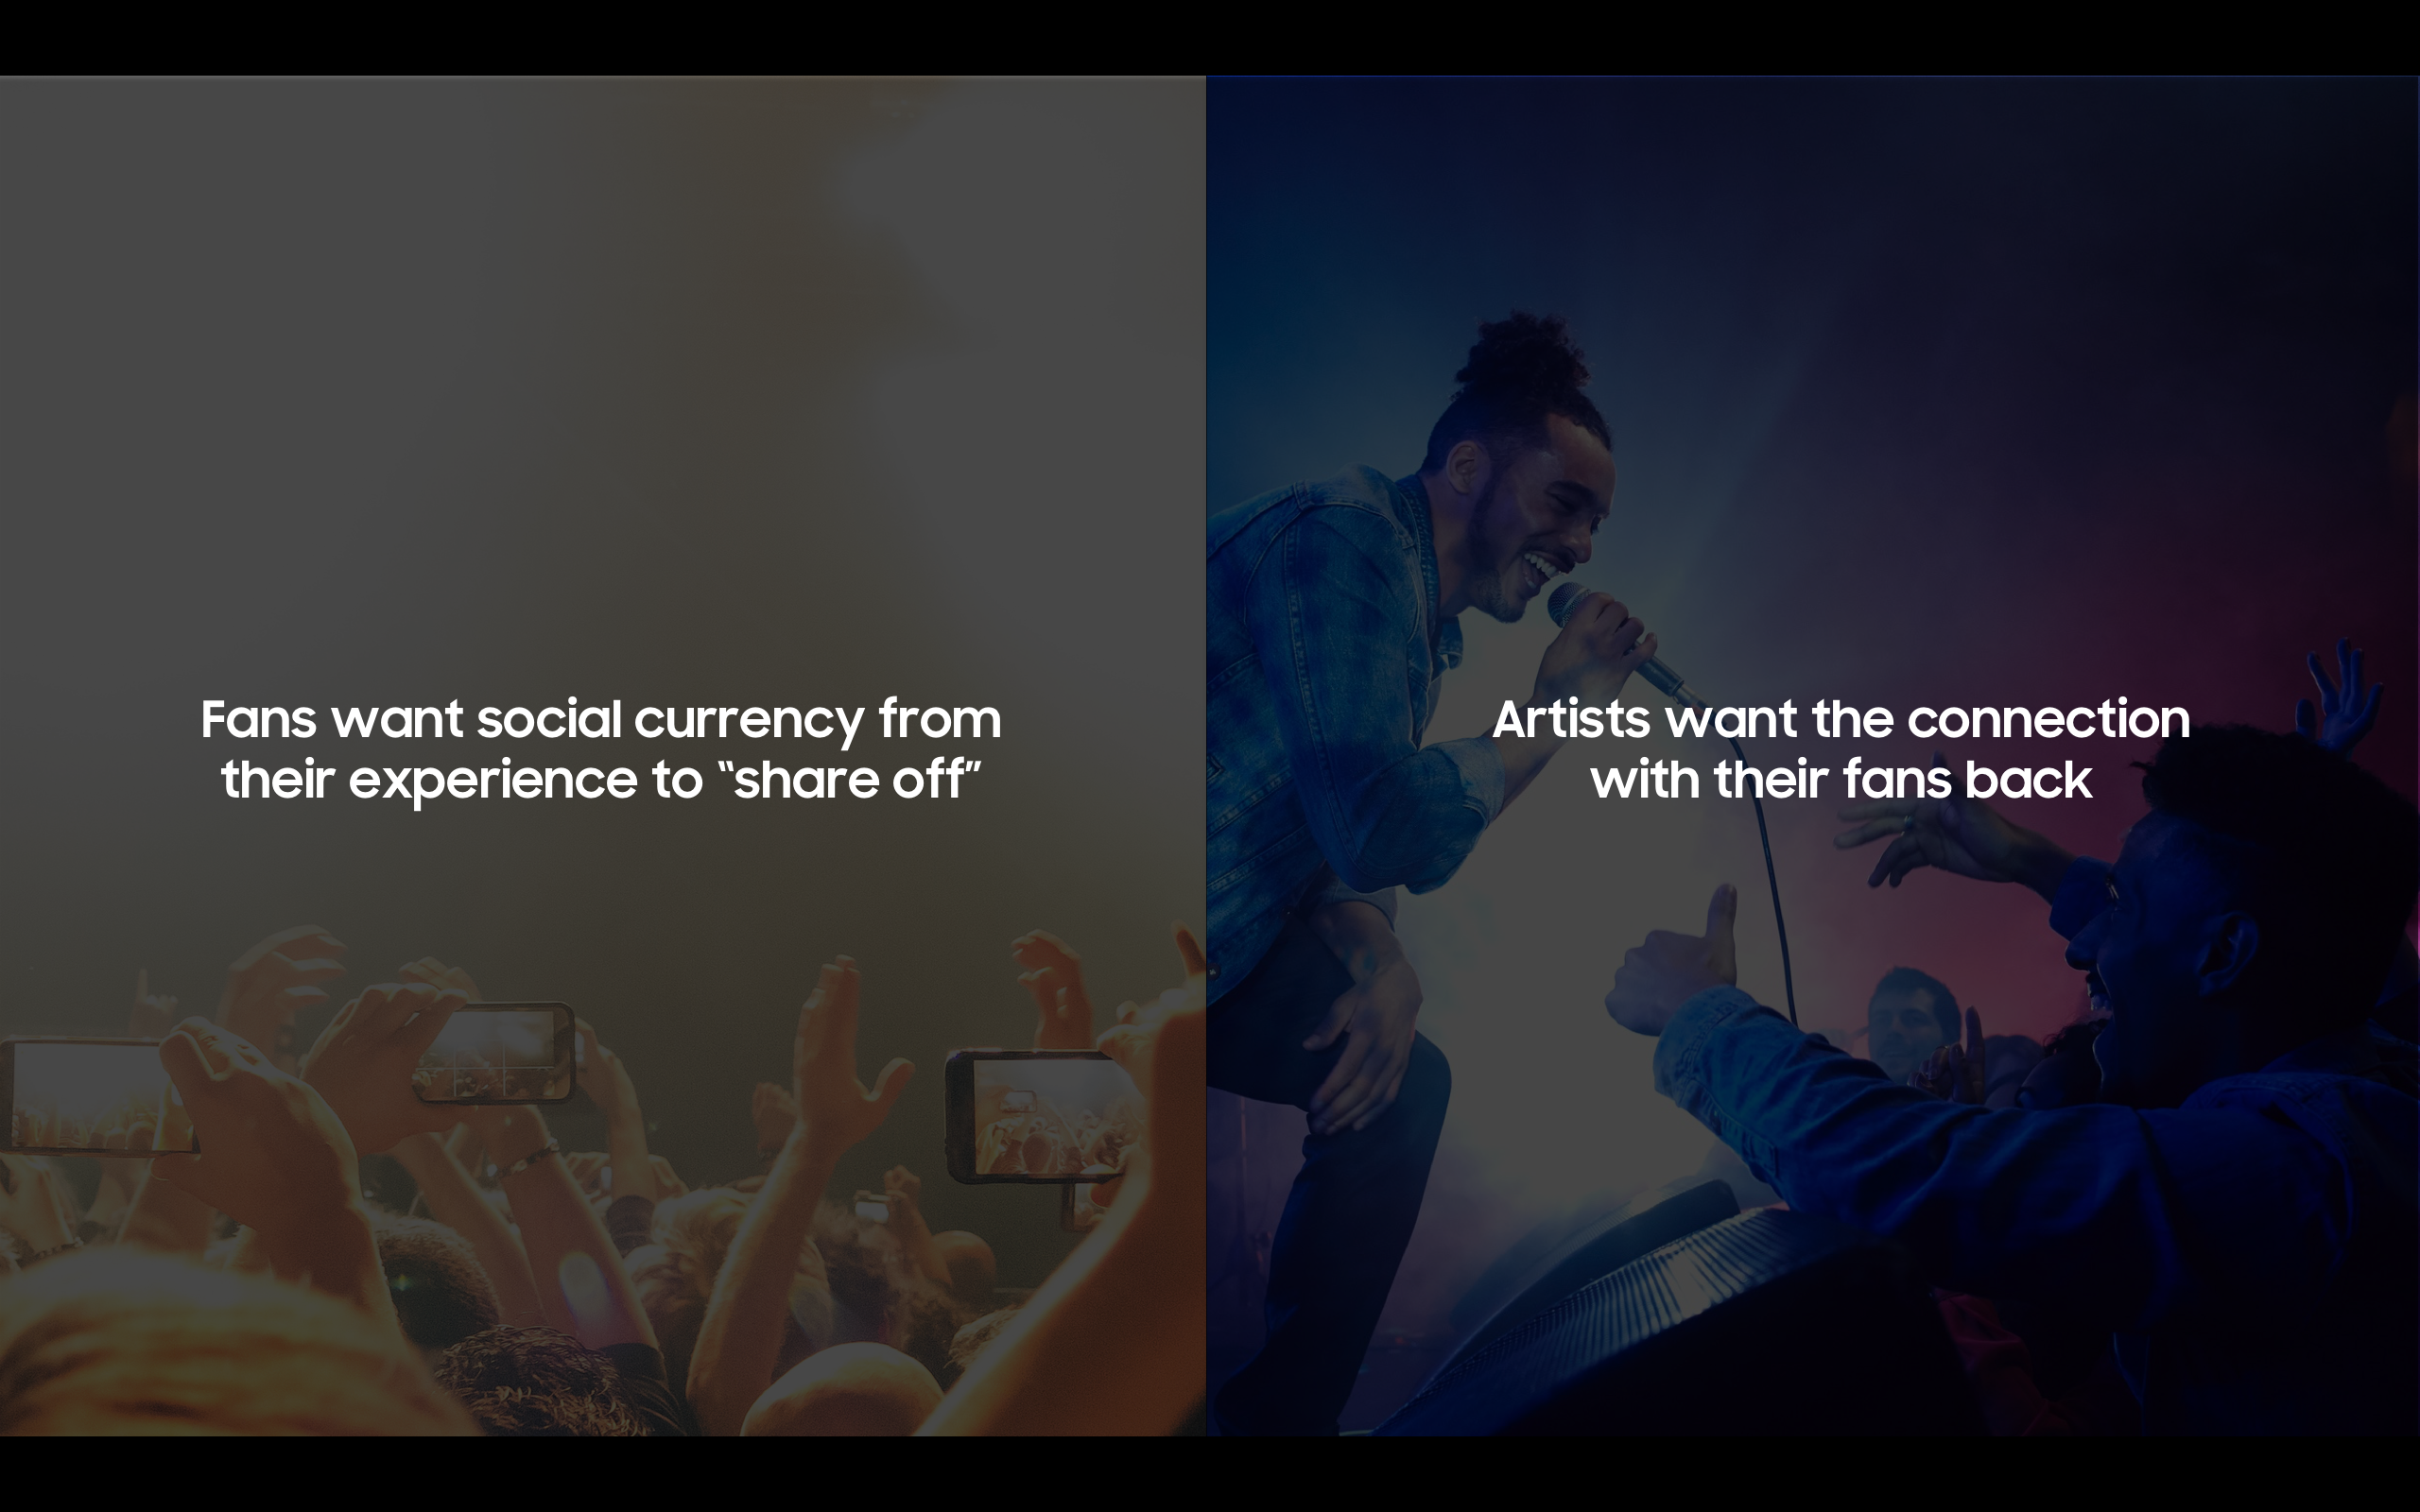 Fans want social currency from
their experience to “share off”
Artists want the connection
with their fans back